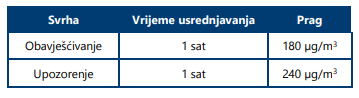 Svrha Vrijeme usrednjavanja Prag
Obavješćivanje 1 sat 180 µg/m³
Upozorenje 1 sat 240 µg/m³